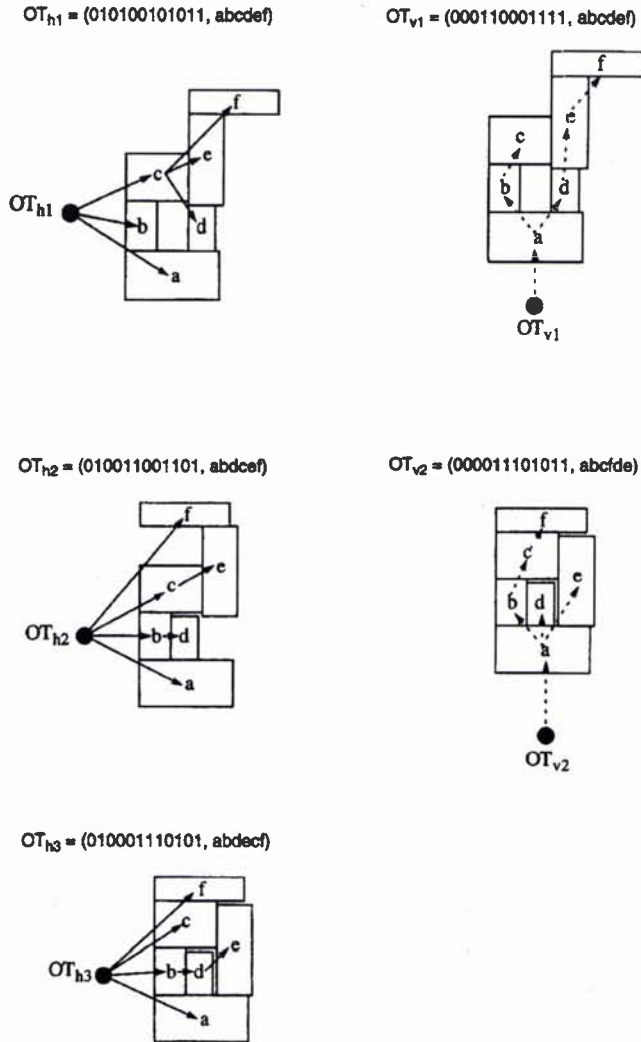 OTh1 = (010100101011, abcdef)
OTv1 = (000110001111, abcdef)
f
e
c
OTh1
b
d
a
f
e
c
b
d
a
OTv1
OTh2 = (010011001101, abdcef)
OTv2 = (000011101011, abcfde)
f
e
c
OTh2
b
d
a
f
c
e
b
d
a
OTv2
OTh3 = (010001110101, abdecf)
f
c
e
OTh3
b
d
a